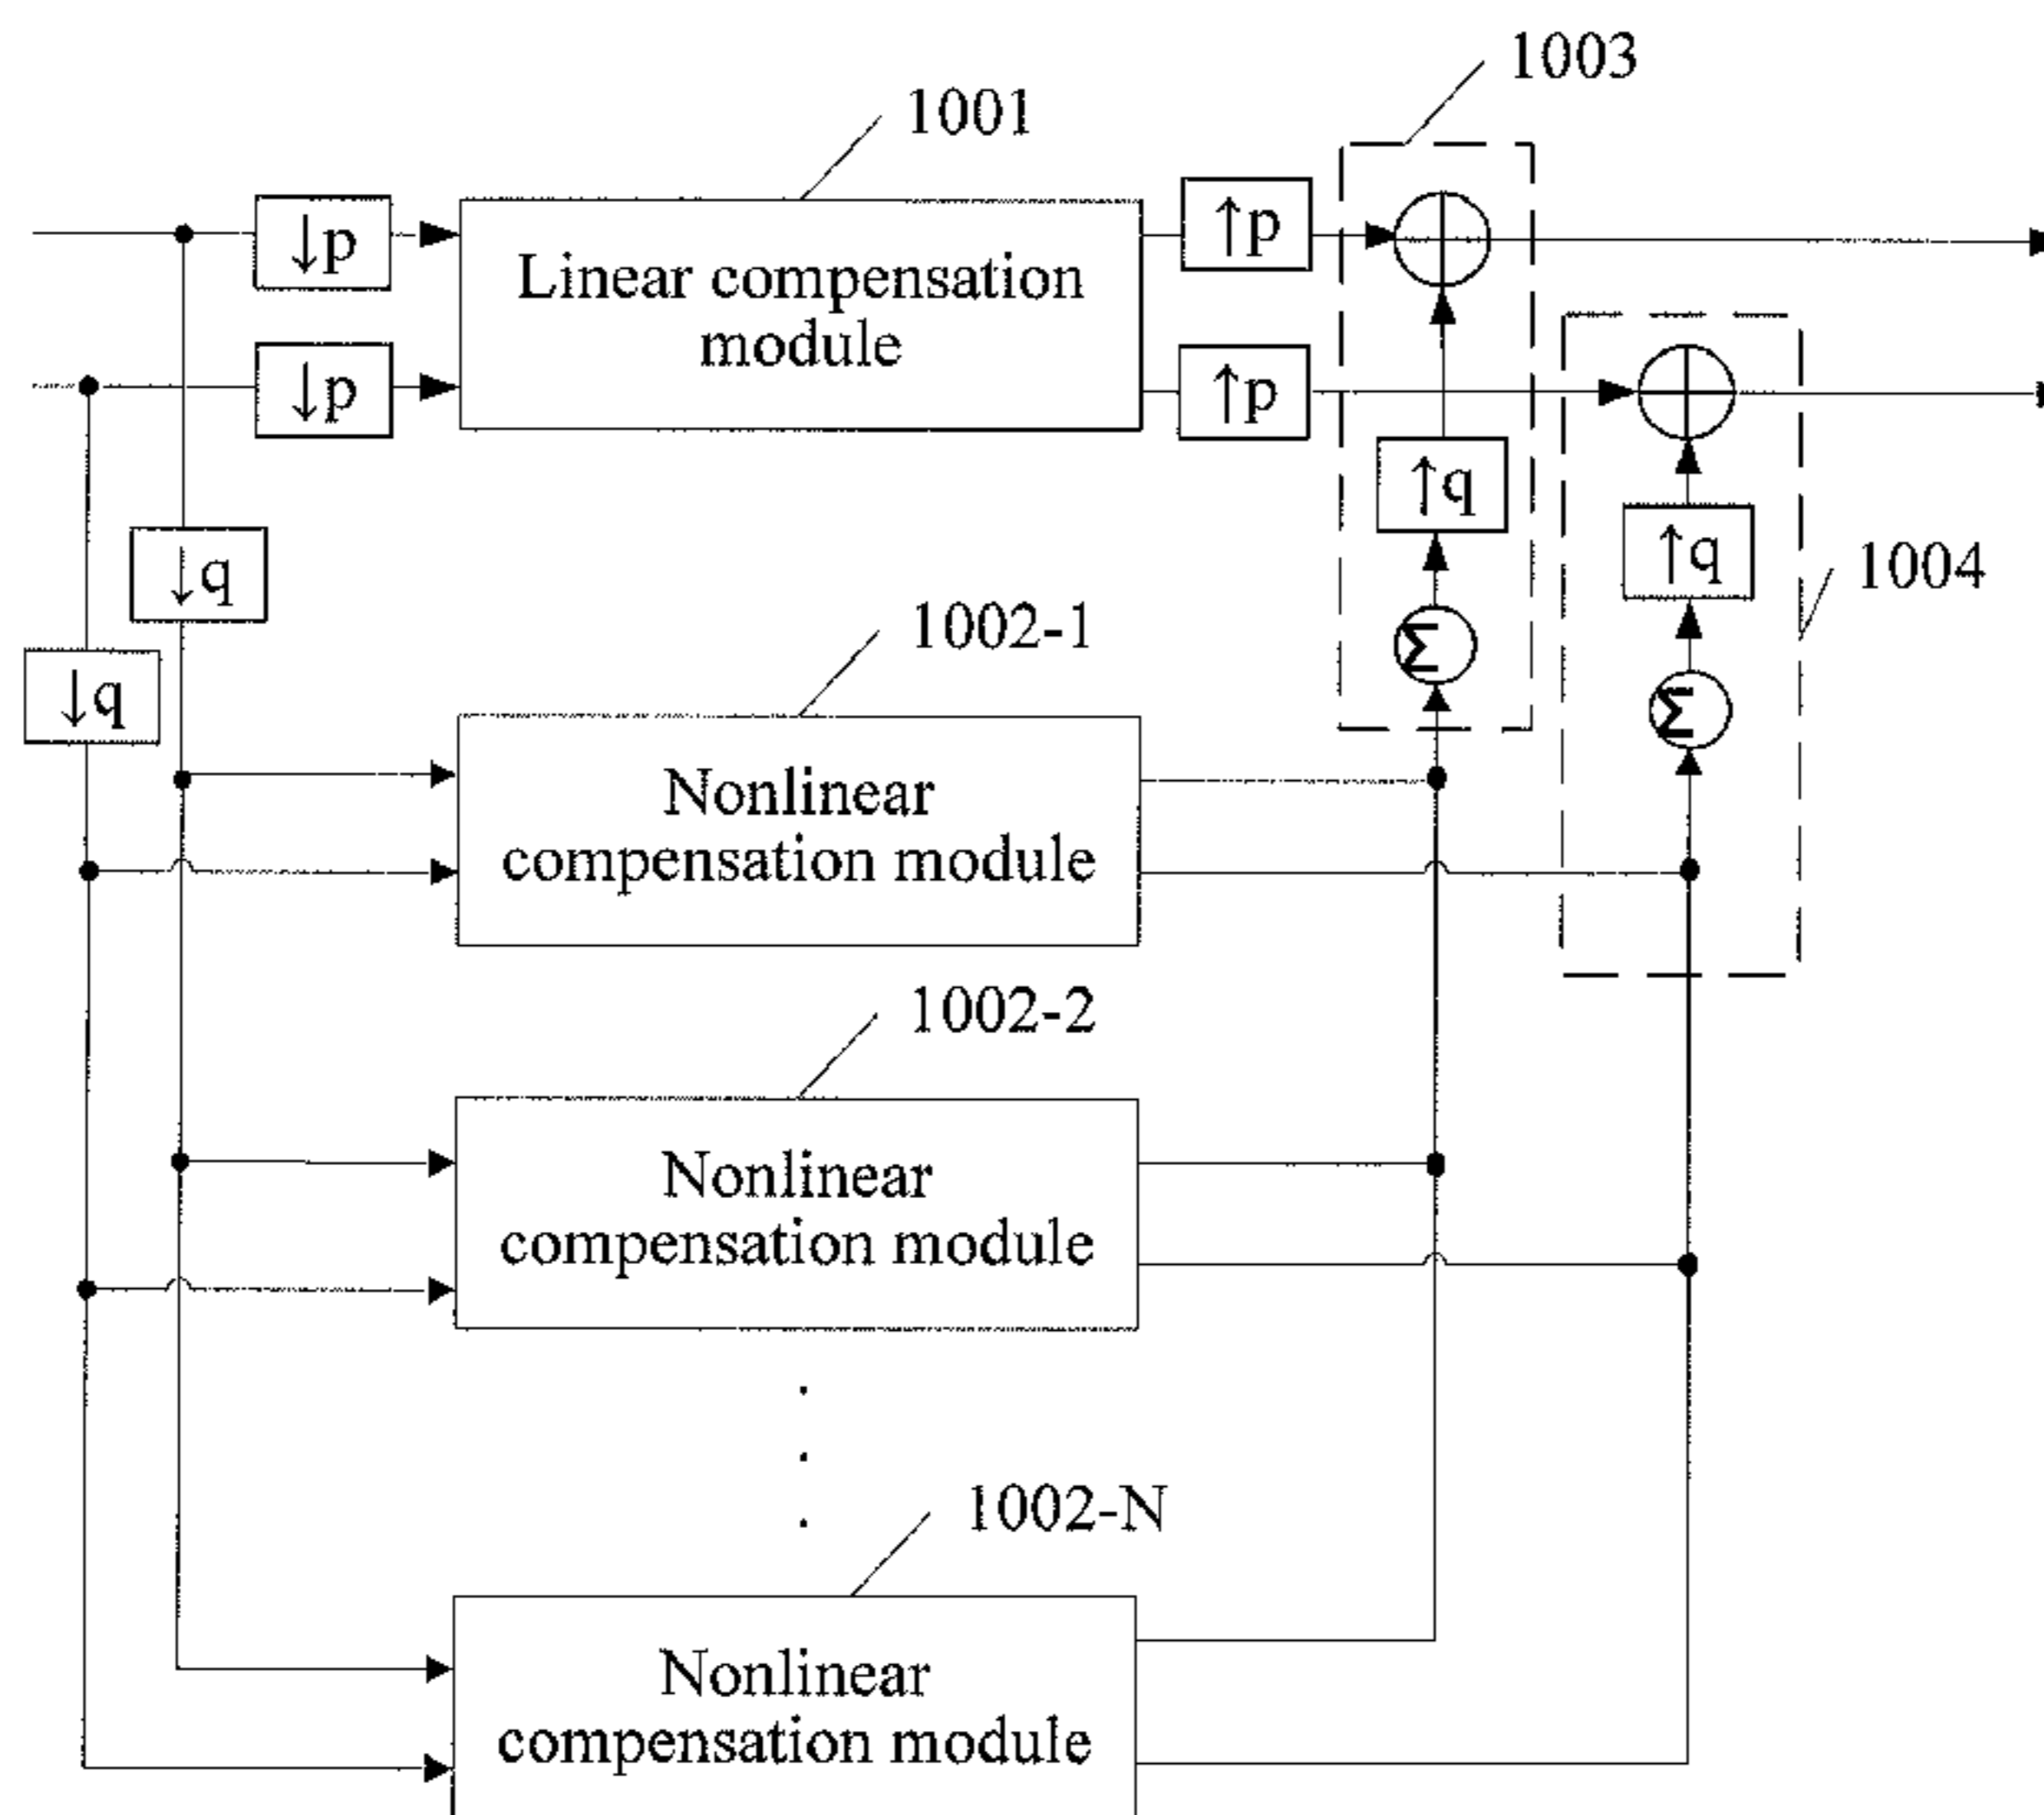 1003
1001
↓p
Linear compensation
module
↑p
↓p
↑p
↑q
↓q
↑q
1004
1002-1
Σ
↓q
Σ
Nonlinear
compensation module
1002-2
Nonlinear
compensation module
.
.
.
1002-N
Nonlinear
compensation module